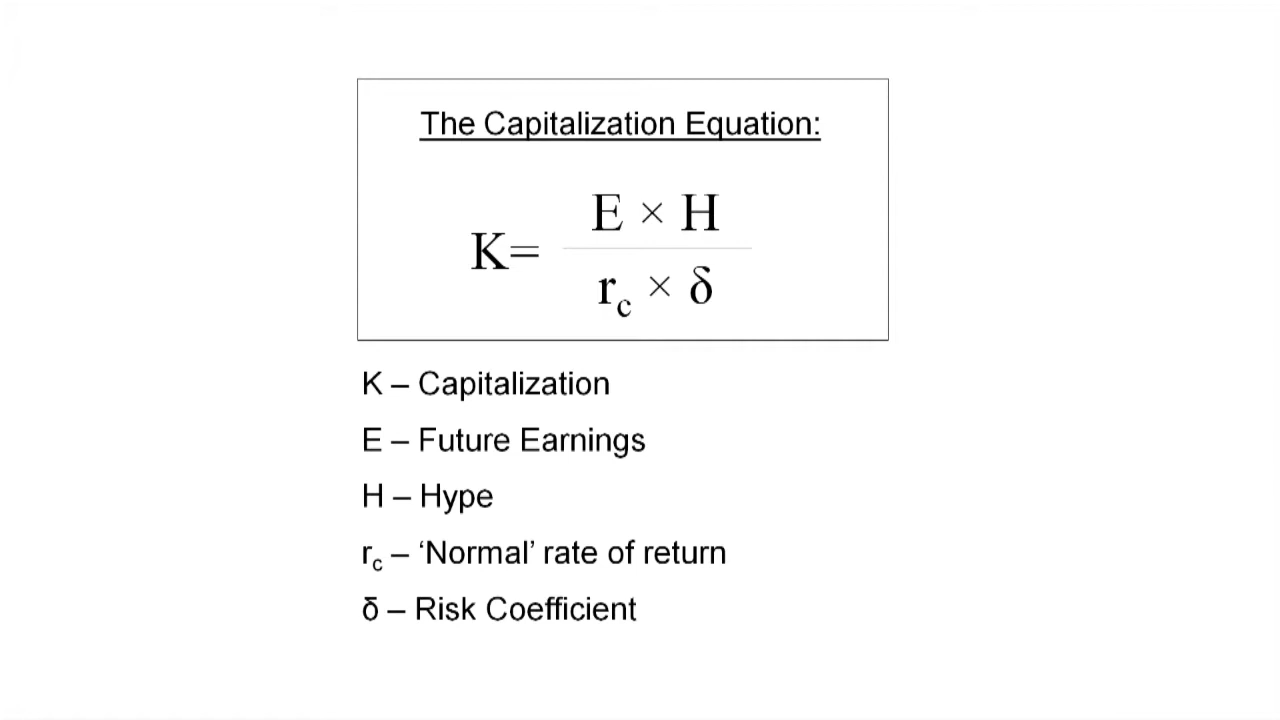 The Capitalization Equation:
E × H
K=
r_c × δ
K – Capitalization
E – Future Earnings
H – Hype
r_c – ‘Normal’ rate of return
δ – Risk Coefficient